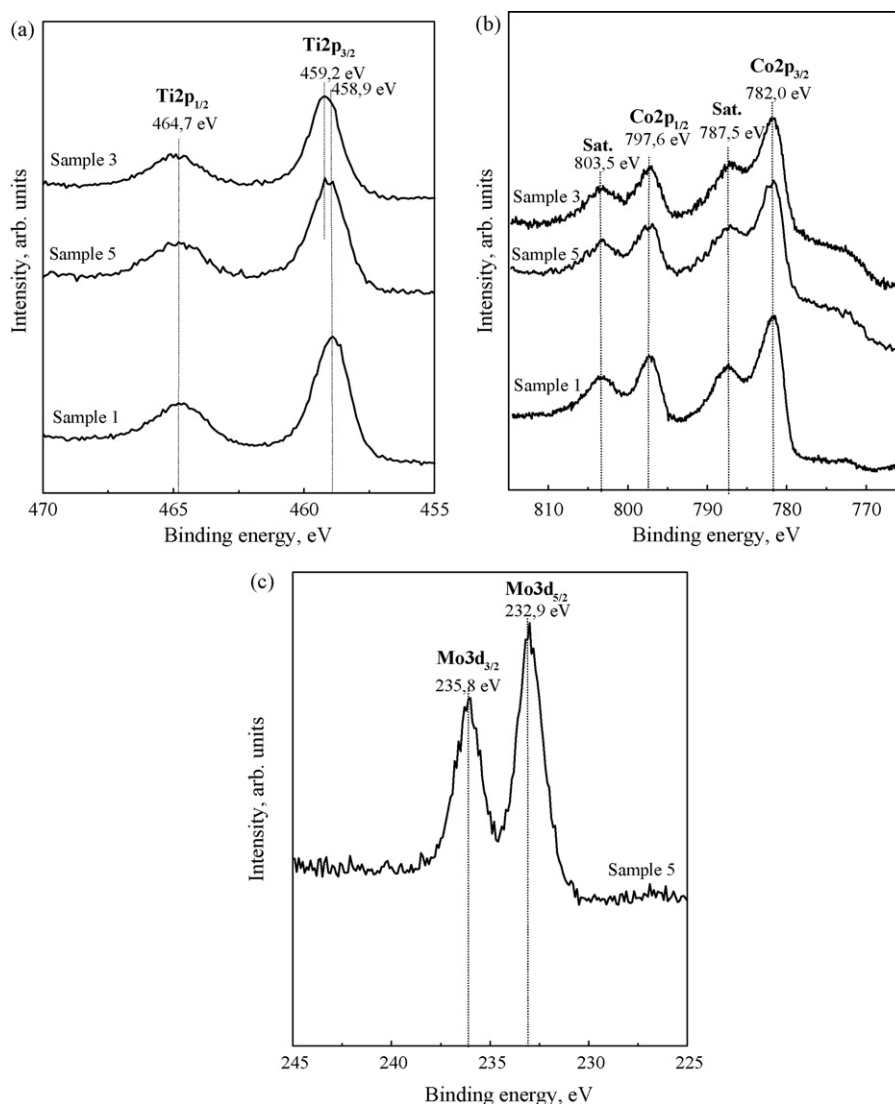 (a)
Ti2p3/2
459,2 eV
458,9 eV
Ti2p1/2
464,7 eV
Sample 3
Sample 5
Sample 1
Intensity, arb. units
470 465 460 455
Binding energy, eV
(b)
Co2p3/2
782,0 eV
Sat.
787,5 eV
Co2p1/2
797,6 eV
Sat.
803,5 eV
Sample 3
Sample 5
Sample 1
Intensity, arb. units
810 800 790 780 770
Binding energy, eV
(c)
Mo3d5/2
232,9 eV
Mo3d3/2
235,8 eV
Sample 5
Intensity, arb. units
245 240 235 230 225
Binding energy, eV